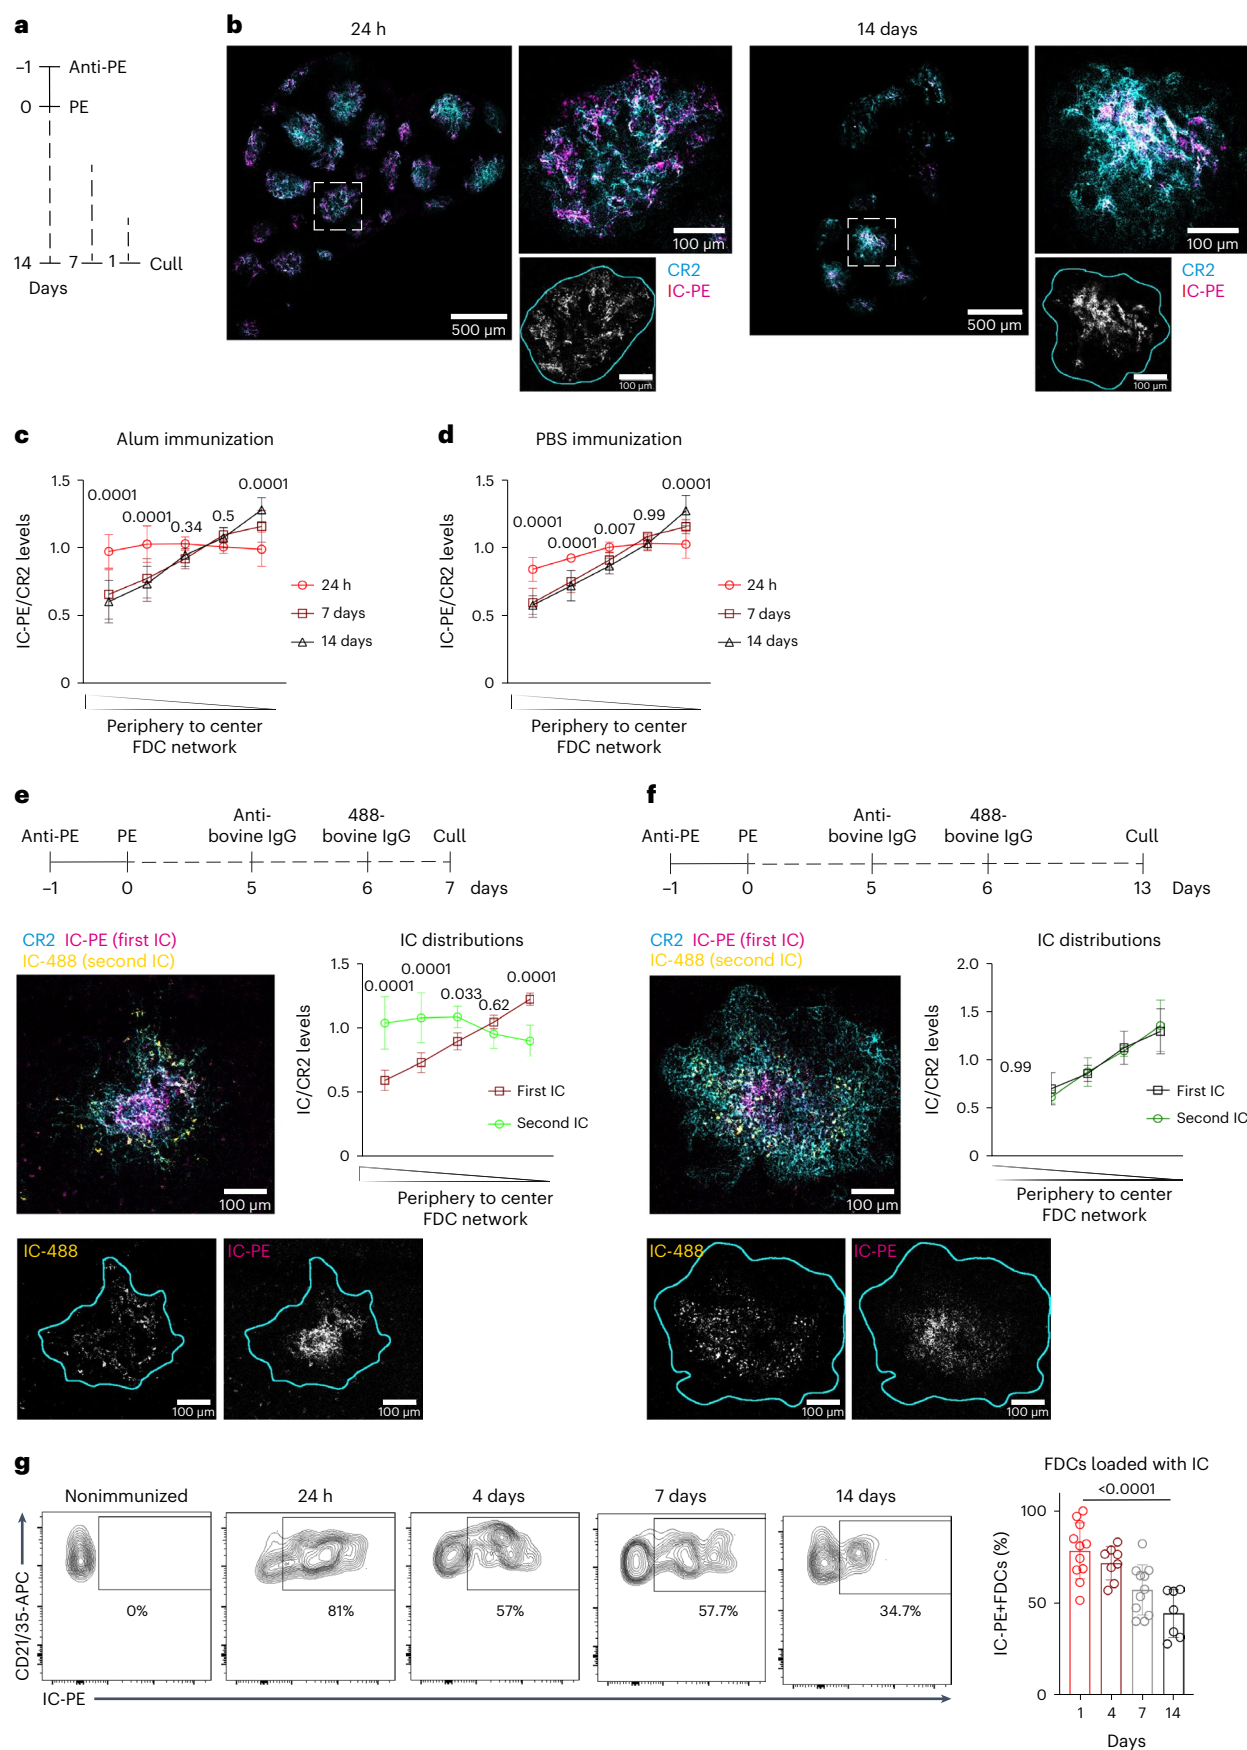 a
−1 Anti-PE
0 PE
14 7 1 Cull
Days
b
24 h
14 days
100 µm
CR2
IC-PE
500 µm
100 µm
100 µm
CR2
IC-PE
500 µm
100 µm
c
Alum immunization
IC-PE/CR2 levels
1.5
1.0
0.5
0
0.0001
0.0001
0.34
0.5
0.0001
24 h
7 days
14 days
Periphery to center
FDC network
d
PBS immunization
IC-PE/CR2 levels
1.5
1.0
0.5
0
0.0001
0.0001
0.007
0.99
0.0001
24 h
7 days
14 days
Periphery to center
FDC network
e
Anti-PE PE Anti-bovine IgG 488-bovine IgG Cull
−1 0 5 6 7 days
CR2 IC-PE (first IC)
IC-488 (second IC)
100 µm
IC distributions
IC/CR2 levels
1.5
1.0
0.5
0
0.0001
0.0001
0.033
0.62
0.0001
First IC
Second IC
Periphery to center
FDC network
IC-488
100 µm
IC-PE
100 µm
f
Anti-PE PE Anti-bovine IgG 488-bovine IgG Cull
−1 0 5 6 13 Days
CR2 IC-PE (first IC)
IC-488 (second IC)
100 µm
IC distributions
IC/CR2 levels
2.0
1.5
1.0
0.5
0
0.99
First IC
Second IC
Periphery to center
FDC network
IC-488
100 µm
IC-PE
100 µm
g
Nonimmunized 24 h 4 days 7 days 14 days
CD21/35-APC
0% 81% 57% 57.7% 34.7%
IC-PE
FDCs loaded with IC
<0.0001
IC-PE+FDCs (%)
100
50
0
1 4 7 14
Days